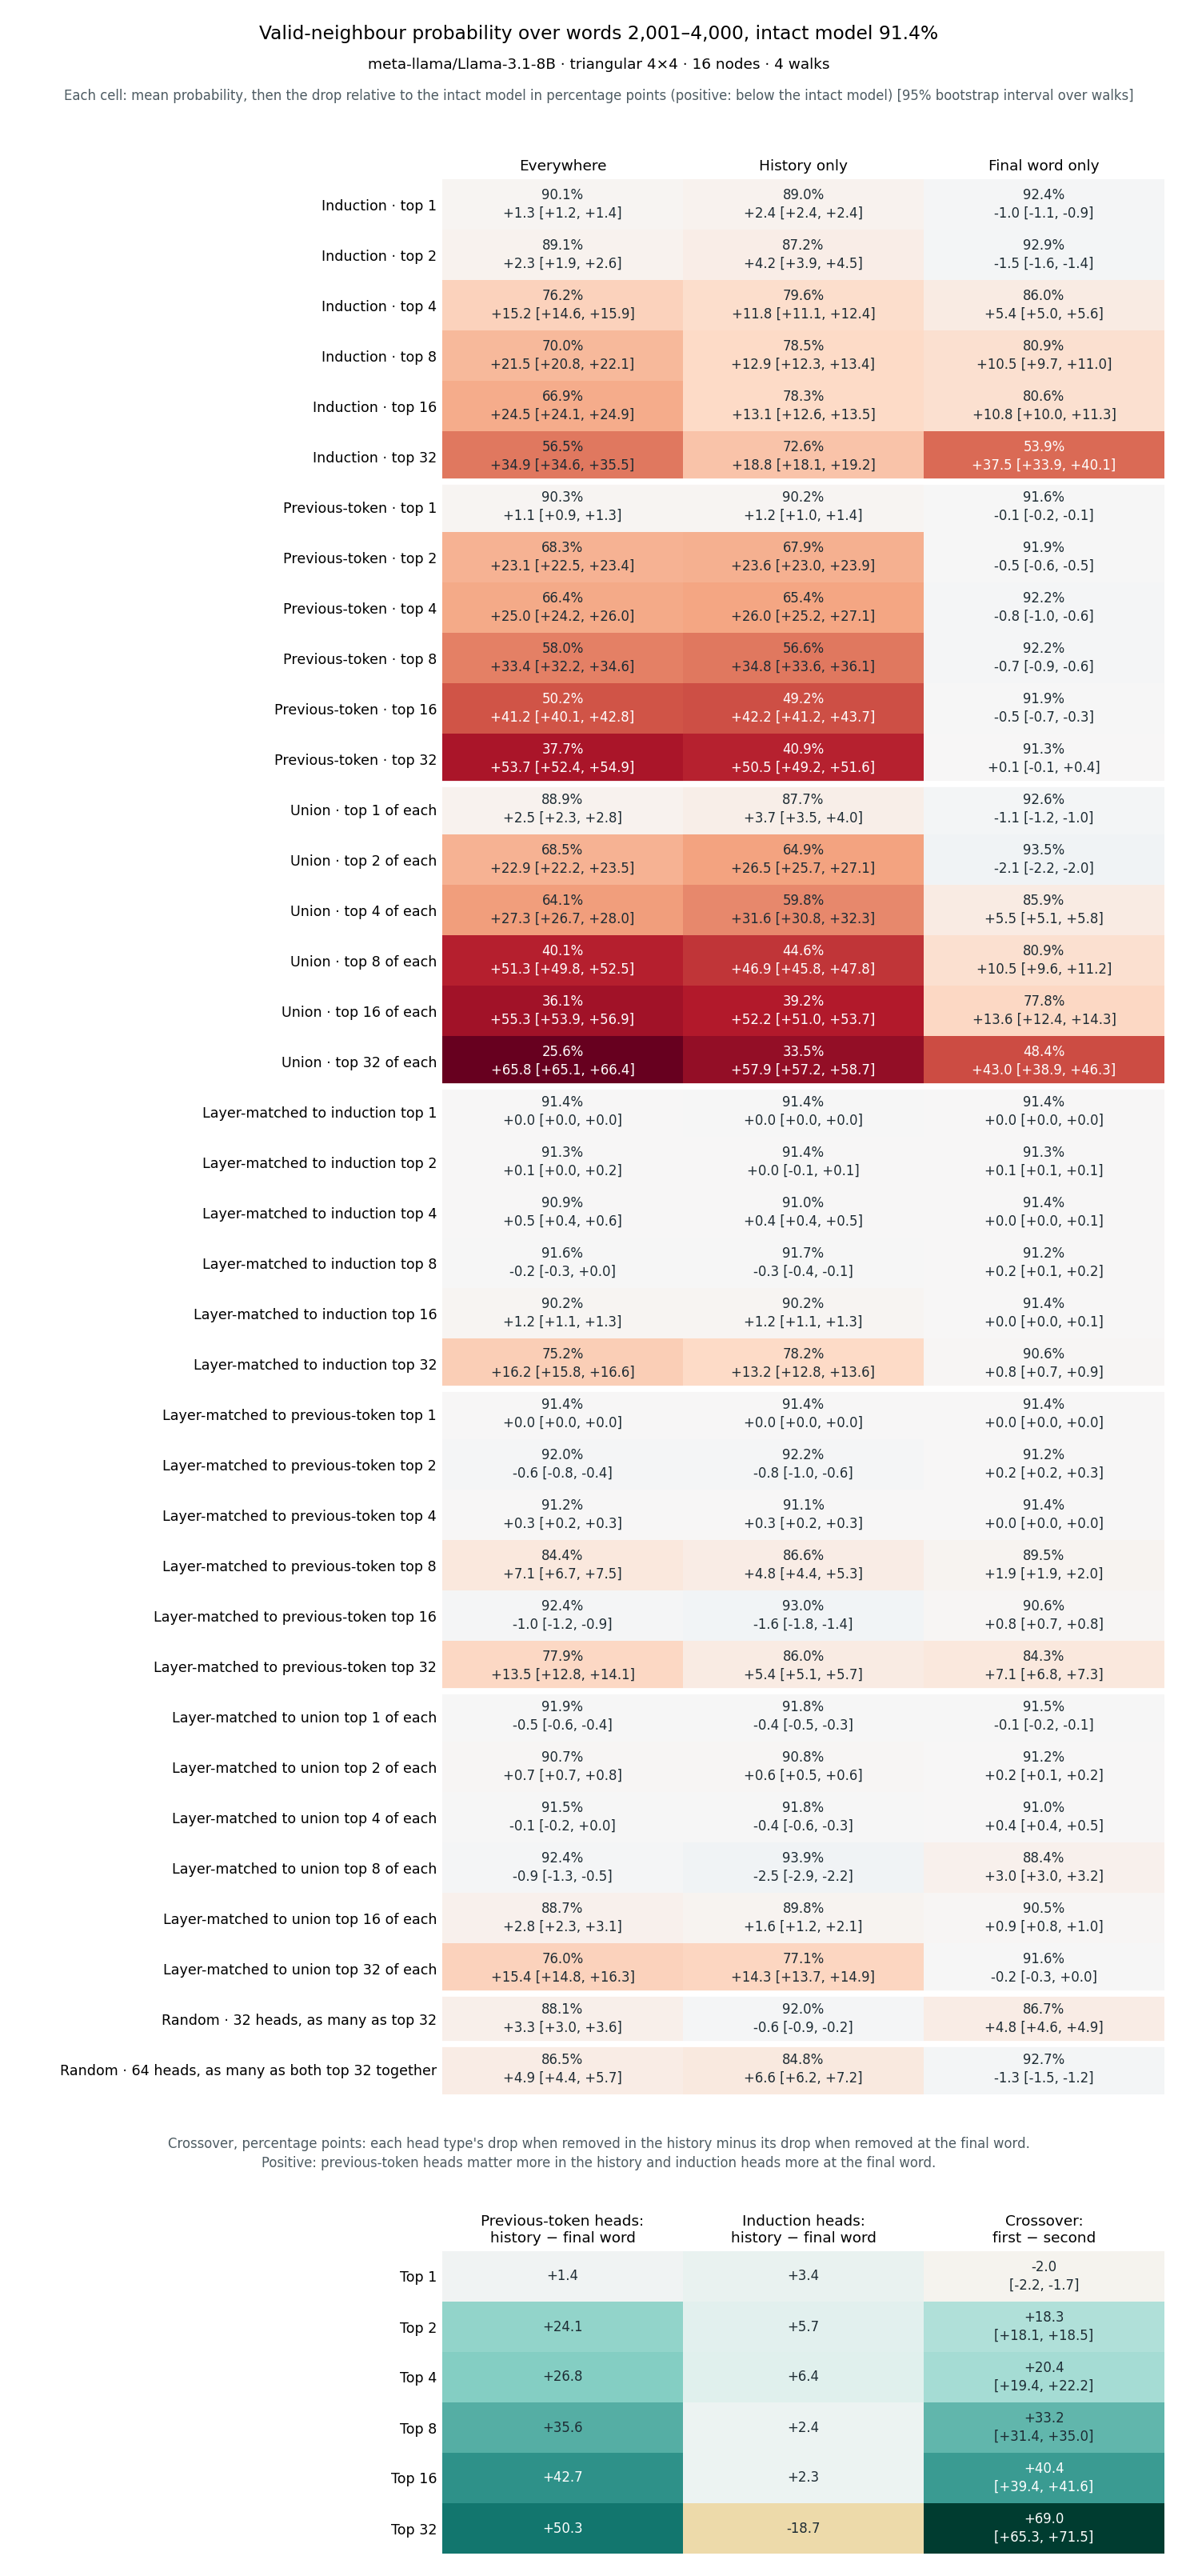 Valid-neighbour probability over words 2,001–4,000, intact model 91.4%
meta-llama/Llama-3.1-8B · triangular 4×4 · 16 nodes · 4 walks
Each cell: mean probability, then the drop relative to the intact model in percentage points (positive: below the intact model) [95% bootstrap interval over walks]
Everywhere History only Final word only
90.1% 89.0% 92.4%
Induction · top 1
+1.3 [+1.2, +1.4] +2.4 [+2.4, +2.4] -1.0 [-1.1, -0.9]
89.1% 87.2% 92.9%
Induction · top 2
+2.3 [+1.9, +2.6] +4.2 [+3.9, +4.5] -1.5 [-1.6, -1.4]
76.2% 79.6% 86.0%
Induction · top 4
+15.2 [+14.6, +15.9] +11.8 [+11.1, +12.4] +5.4 [+5.0, +5.6]
70.0% 78.5% 80.9%
Induction · top 8
+21.5 [+20.8, +22.1] +12.9 [+12.3, +13.4] +10.5 [+9.7, +11.0]
66.9% 78.3% 80.6%
Induction · top 16
+24.5 [+24.1, +24.9] +13.1 [+12.6, +13.5] +10.8 [+10.0, +11.3]
56.5% 72.6% 53.9%
Induction · top 32
+34.9 [+34.6, +35.5] +18.8 [+18.1, +19.2] +37.5 [+33.9, +40.1]
90.3% 90.2% 91.6%
Previous-token · top 1
+1.1 [+0.9, +1.3] +1.2 [+1.0, +1.4] -0.1 [-0.2, -0.1]
68.3% 67.9% 91.9%
Previous-token · top 2
+23.1 [+22.5, +23.4] +23.6 [+23.0, +23.9] -0.5 [-0.6, -0.5]
66.4% 65.4% 92.2%
Previous-token · top 4
+25.0 [+24.2, +26.0] +26.0 [+25.2, +27.1] -0.8 [-1.0, -0.6]
58.0% 56.6% 92.2%
Previous-token · top 8
+33.4 [+32.2, +34.6] +34.8 [+33.6, +36.1] -0.7 [-0.9, -0.6]
50.2% 49.2% 91.9%
Previous-token · top 16
+41.2 [+40.1, +42.8] +42.2 [+41.2, +43.7] -0.5 [-0.7, -0.3]
37.7% 40.9% 91.3%
Previous-token · top 32
+53.7 [+52.4, +54.9] +50.5 [+49.2, +51.6] +0.1 [-0.1, +0.4]
88.9% 87.7% 92.6%
Union · top 1 of each
+2.5 [+2.3, +2.8] +3.7 [+3.5, +4.0] -1.1 [-1.2, -1.0]
68.5% 64.9% 93.5%
Union · top 2 of each
+22.9 [+22.2, +23.5] +26.5 [+25.7, +27.1] -2.1 [-2.2, -2.0]
64.1% 59.8% 85.9%
Union · top 4 of each
+27.3 [+26.7, +28.0] +31.6 [+30.8, +32.3] +5.5 [+5.1, +5.8]
40.1% 44.6% 80.9%
Union · top 8 of each
+51.3 [+49.8, +52.5] +46.9 [+45.8, +47.8] +10.5 [+9.6, +11.2]
36.1% 39.2% 77.8%
Union · top 16 of each
+55.3 [+53.9, +56.9] +52.2 [+51.0, +53.7] +13.6 [+12.4, +14.3]
25.6% 33.5% 48.4%
Union · top 32 of each
+65.8 [+65.1, +66.4] +57.9 [+57.2, +58.7] +43.0 [+38.9, +46.3]
91.4% 91.4% 91.4%
Layer-matched to induction top 1
+0.0 [+0.0, +0.0] +0.0 [+0.0, +0.0] +0.0 [+0.0, +0.0]
91.3% 91.4% 91.3%
Layer-matched to induction top 2
+0.1 [+0.0, +0.2] +0.0 [-0.1, +0.1] +0.1 [+0.1, +0.1]
90.9% 91.0% 91.4%
Layer-matched to induction top 4
+0.5 [+0.4, +0.6] +0.4 [+0.4, +0.5] +0.0 [+0.0, +0.1]
91.6% 91.7% 91.2%
Layer-matched to induction top 8
-0.2 [-0.3, +0.0] -0.3 [-0.4, -0.1] +0.2 [+0.1, +0.2]
90.2% 90.2% 91.4%
Layer-matched to induction top 16
+1.2 [+1.1, +1.3] +1.2 [+1.1, +1.3] +0.0 [+0.0, +0.1]
75.2% 78.2% 90.6%
Layer-matched to induction top 32
+16.2 [+15.8, +16.6] +13.2 [+12.8, +13.6] +0.8 [+0.7, +0.9]
91.4% 91.4% 91.4%
Layer-matched to previous-token top 1
+0.0 [+0.0, +0.0] +0.0 [+0.0, +0.0] +0.0 [+0.0, +0.0]
92.0% 92.2% 91.2%
Layer-matched to previous-token top 2
-0.6 [-0.8, -0.4] -0.8 [-1.0, -0.6] +0.2 [+0.2, +0.3]
91.2% 91.1% 91.4%
Layer-matched to previous-token top 4
+0.3 [+0.2, +0.3] +0.3 [+0.2, +0.3] +0.0 [+0.0, +0.0]
84.4% 86.6% 89.5%
Layer-matched to previous-token top 8
+7.1 [+6.7, +7.5] +4.8 [+4.4, +5.3] +1.9 [+1.9, +2.0]
92.4% 93.0% 90.6%
Layer-matched to previous-token top 16
-1.0 [-1.2, -0.9] -1.6 [-1.8, -1.4] +0.8 [+0.7, +0.8]
77.9% 86.0% 84.3%
Layer-matched to previous-token top 32
+13.5 [+12.8, +14.1] +5.4 [+5.1, +5.7] +7.1 [+6.8, +7.3]
91.9% 91.8% 91.5%
Layer-matched to union top 1 of each
-0.5 [-0.6, -0.4] -0.4 [-0.5, -0.3] -0.1 [-0.2, -0.1]
90.7% 90.8% 91.2%
Layer-matched to union top 2 of each
+0.7 [+0.7, +0.8] +0.6 [+0.5, +0.6] +0.2 [+0.1, +0.2]
91.5% 91.8% 91.0%
Layer-matched to union top 4 of each
-0.1 [-0.2, +0.0] -0.4 [-0.6, -0.3] +0.4 [+0.4, +0.5]
92.4% 93.9% 88.4%
Layer-matched to union top 8 of each
-0.9 [-1.3, -0.5] -2.5 [-2.9, -2.2] +3.0 [+3.0, +3.2]
88.7% 89.8% 90.5%
Layer-matched to union top 16 of each
+2.8 [+2.3, +3.1] +1.6 [+1.2, +2.1] +0.9 [+0.8, +1.0]
76.0% 77.1% 91.6%
Layer-matched to union top 32 of each
+15.4 [+14.8, +16.3] +14.3 [+13.7, +14.9] -0.2 [-0.3, +0.0]
88.1% 92.0% 86.7%
Random · 32 heads, as many as top 32
+3.3 [+3.0, +3.6] -0.6 [-0.9, -0.2] +4.8 [+4.6, +4.9]
86.5% 84.8% 92.7%
Random · 64 heads, as many as both top 32 together
+4.9 [+4.4, +5.7] +6.6 [+6.2, +7.2] -1.3 [-1.5, -1.2]
Crossover, percentage points: each head type's drop when removed in the history minus its drop when removed at the final word.
Positive: previous-token heads matter more in the history and induction heads more at the final word.
Previous-token heads: Induction heads: Crossover:
history − final word history − final word first − second
-2.0
Top 1 +1.4 +3.4
[-2.2, -1.7]
+18.3
Top 2 +24.1 +5.7
[+18.1, +18.5]
+20.4
Top 4 +26.8 +6.4
[+19.4, +22.2]
+33.2
Top 8 +35.6 +2.4
[+31.4, +35.0]
+40.4
Top 16 +42.7 +2.3
[+39.4, +41.6]
+69.0
Top 32 +50.3 -18.7
[+65.3, +71.5]